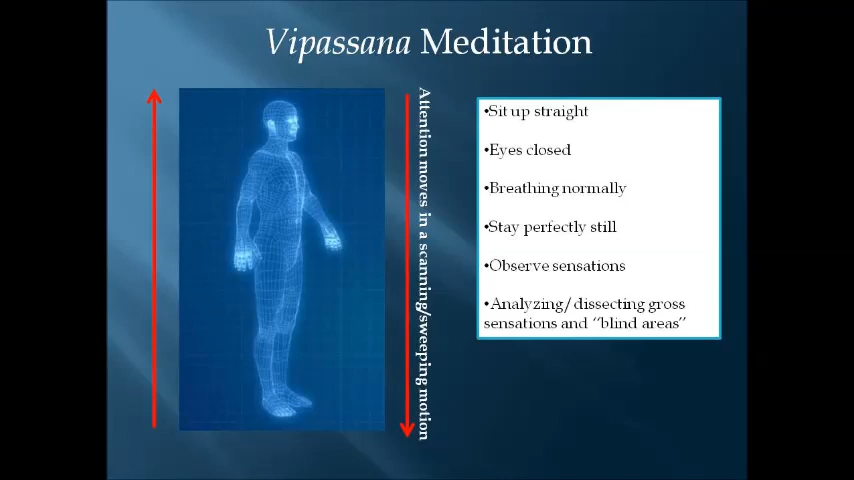 Vipassana Meditation
Attention moves in a scanning/sweeping motion
•Sit up straight
•Eyes closed
•Breathing normally
•Stay perfectly still
•Observe sensations
•Analyzing/dissecting gross
sensations and “blind areas”